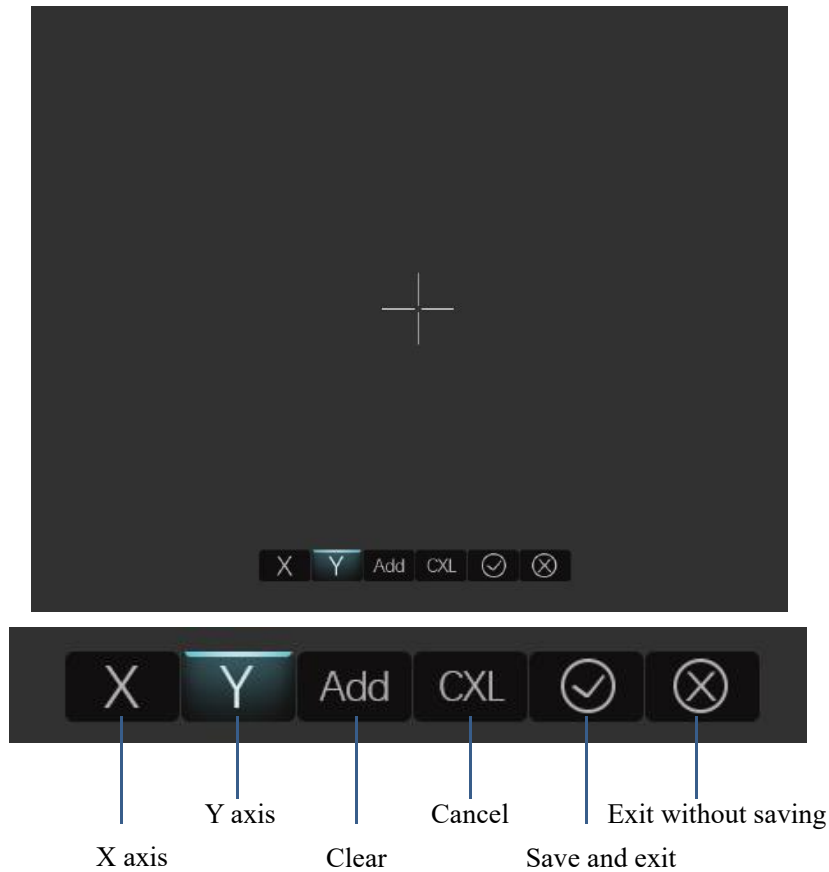 X Y Add CXL
X Y Add CXL
Y axis Cancel Exit without saving
X axis Clear Save and exit